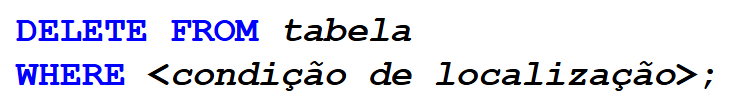 DELETE FROM tabela
WHERE <condição de localização>;